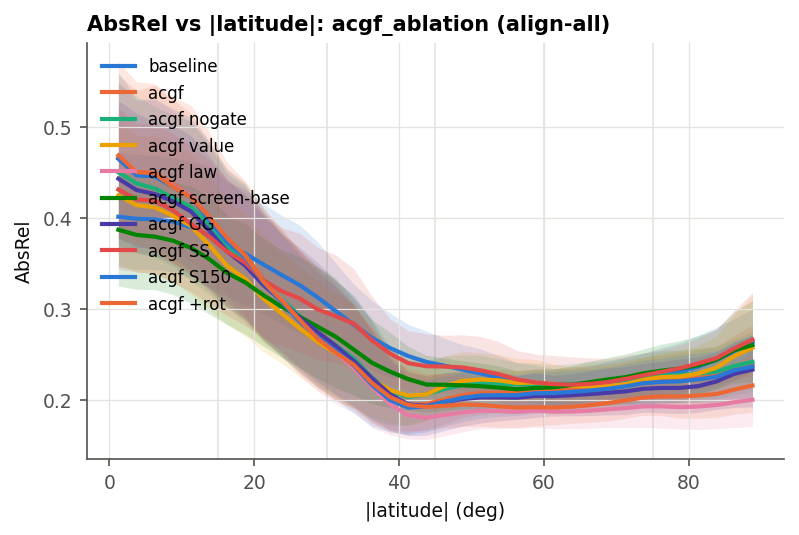 AbsRel vs |latitude|: acgf_ablation (align-all)
baseline
acgf
acgf nogate
acgf value
acgf law
acgf screen-base
acgf GG
acgf SS
acgf S150
acgf +rot
0.5
0.4
0.3
0.2
AbsRel
0 20 40 60 80
|latitude| (deg)